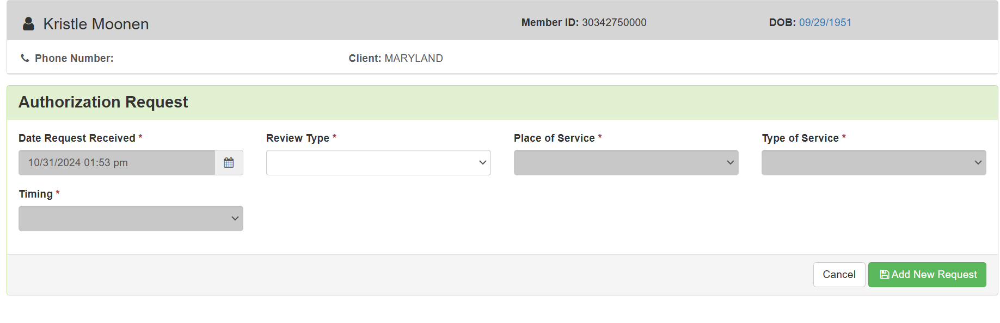 Kristle Moonen Member ID: 30342750000 DOB: 09/29/1951
Phone Number: Client: MARYLAND
Authorization Request
Date Request Received * Review Type * Place of Service * Type of Service *
10/31/2024 01:53 pm
Timing *
Cancel Add New Request